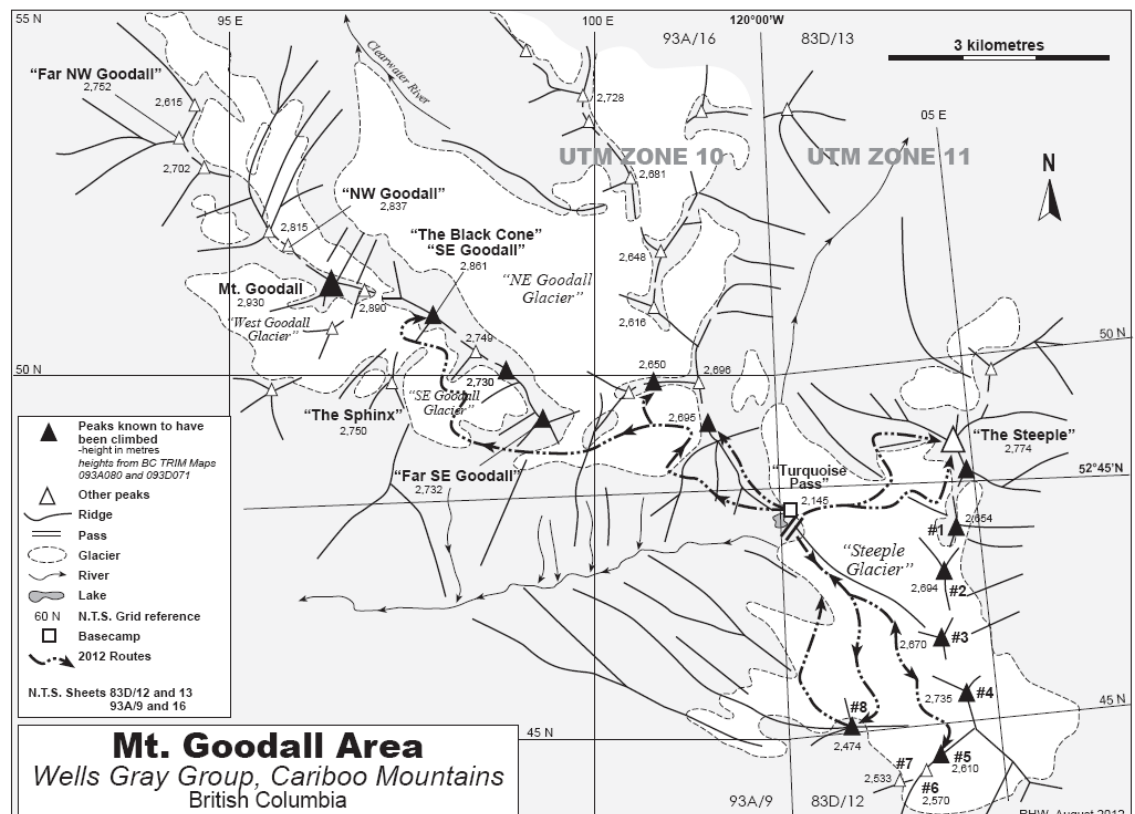 55 N
95 E
100 E
120°00'W
93A/16
83D/13
3 kilometres
Clearwater River
"Far NW Goodall"
2,752
2,615
2,728
05 E
UTM ZONE 10
UTM ZONE 11
2,702
2,681
N
"NW Goodall"
2,837
2,815
"The Black Cone"
"SE Goodall"
2,861
2,648
"NE Goodall
Glacier"
Mt. Goodall
2,930
2,890
"West Goodall
Glacier"
2,616
2,749
50 N
50 N
2,650
2,696
2,730
"SE Goodall
Glacier"
"The Sphinx"
2,750
2,695
"The Steeple"
2,774
"Far SE Goodall"
2,732
"Turquoise
Pass"
2,145
52°45'N
2,654
#1
"Steeple
Glacier"
2,694
#2
2,670
#3
2,735
#4
45 N
45 N
#8
2,474
#5
2,610
#7
2,533
#6
2,570
93A/9
83D/12
RHW, August 2012
Peaks known to have
been climbed
-height in metres
heights from BC TRIM Maps
093A080 and 093D071
Other peaks
Ridge
Pass
Glacier
River
Lake
60 N
N.T.S. Grid reference
Basecamp
2012 Routes
N.T.S. Sheets 83D/12 and 13
93A/9 and 16
Mt. Goodall Area
Wells Gray Group, Cariboo Mountains
British Columbia